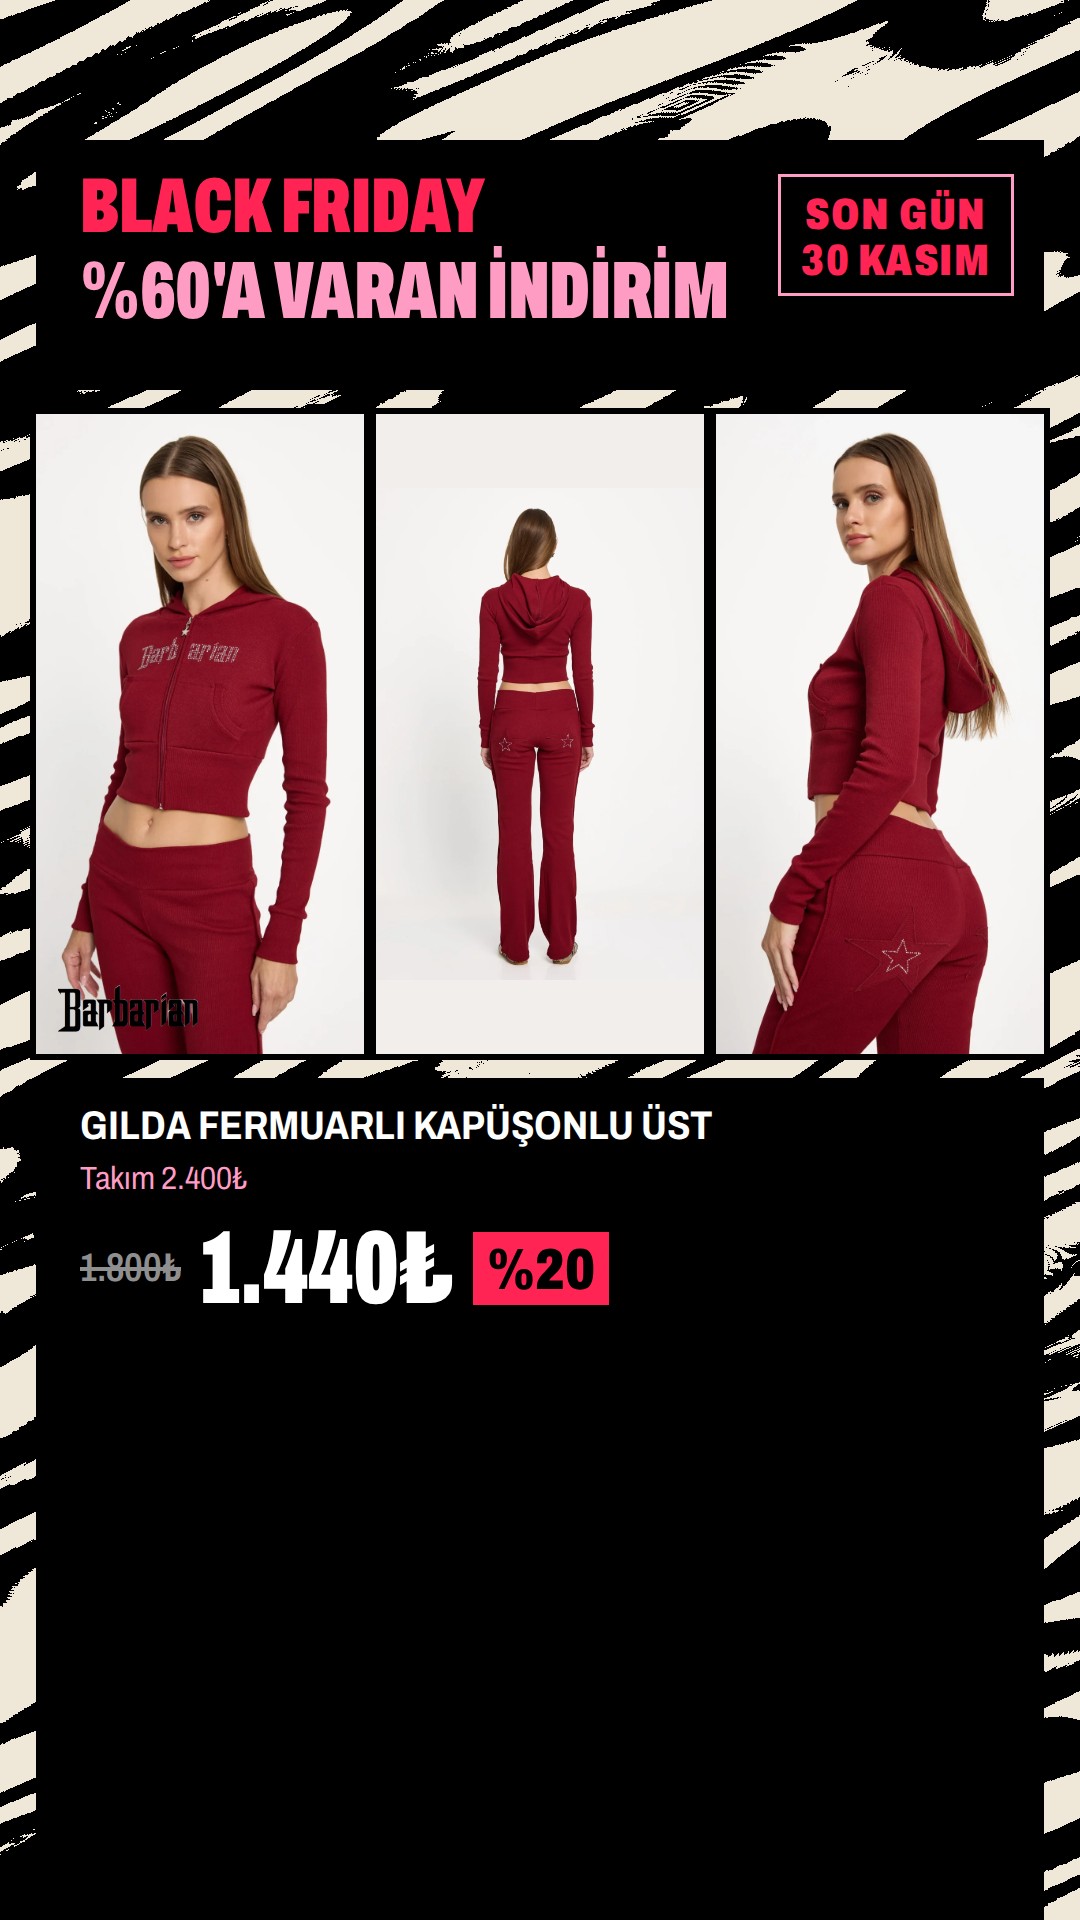 BLACK FRIDAY
%60'A VARAN İNDİRİM
SON GÜN
30 KASIM
Barbarian
Barbarian
GILDA FERMUARLI KAPÜŞONLU ÜST
Takım 2.400₺
1.800₺ 1.440₺ %20